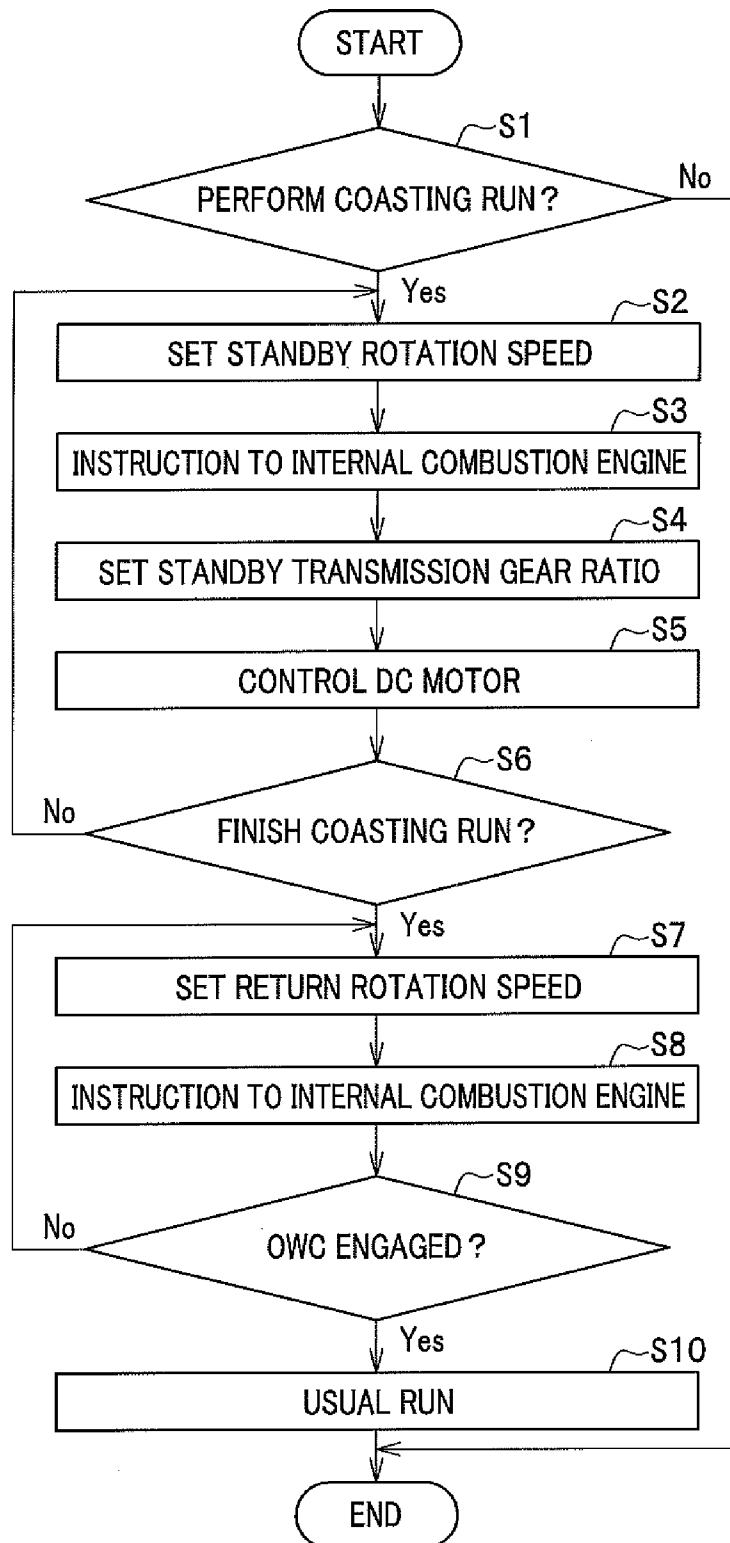 START
S1
PERFORM COASTING RUN?
No
Yes
S2
SET STANDBY ROTATION SPEED
S3
INSTRUCTION TO INTERNAL COMBUSTION ENGINE
S4
SET STANDBY TRANSMISSION GEAR RATIO
S5
CONTROL DC MOTOR
S6
No
FINISH COASTING RUN?
Yes
S7
SET RETURN ROTATION SPEED
S8
INSTRUCTION TO INTERNAL COMBUSTION ENGINE
S9
No
OWC ENGAGED?
Yes
S10
USUAL RUN
END